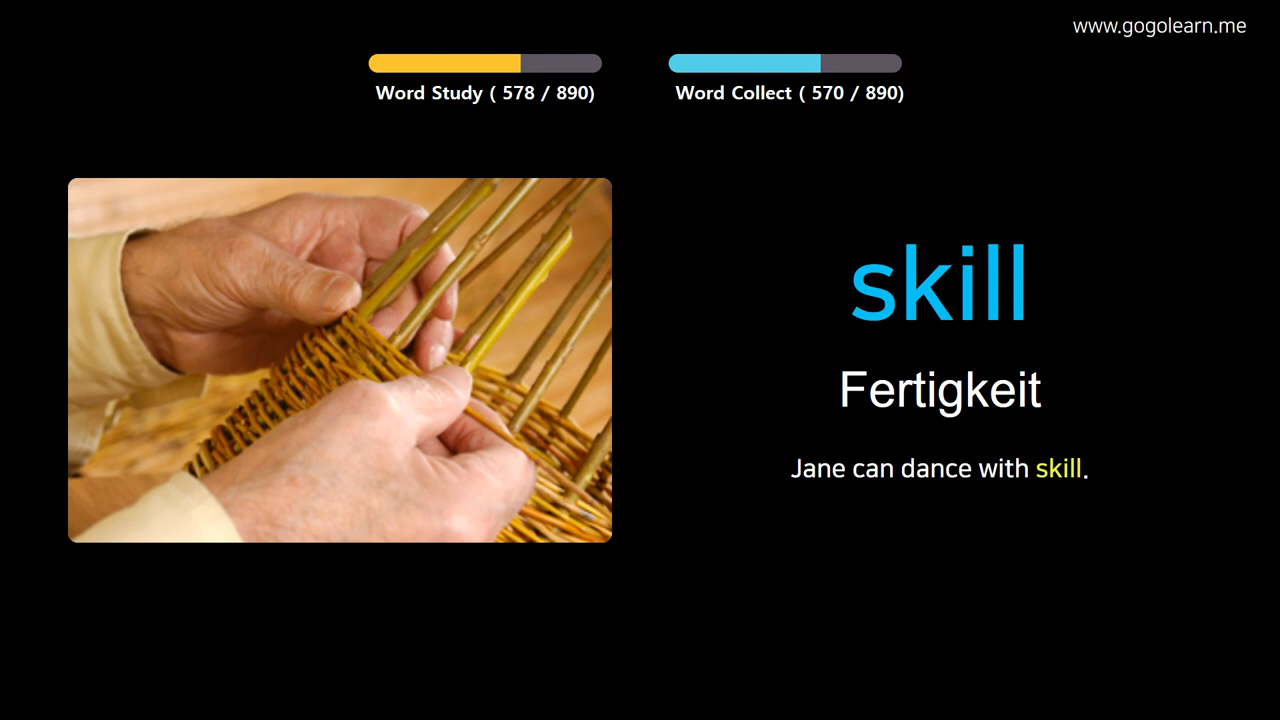 www.gogolearn.me
Word Study ( 578 / 890)
Word Collect ( 570 / 890)
skill
Fertigkeit
Jane can dance with skill.